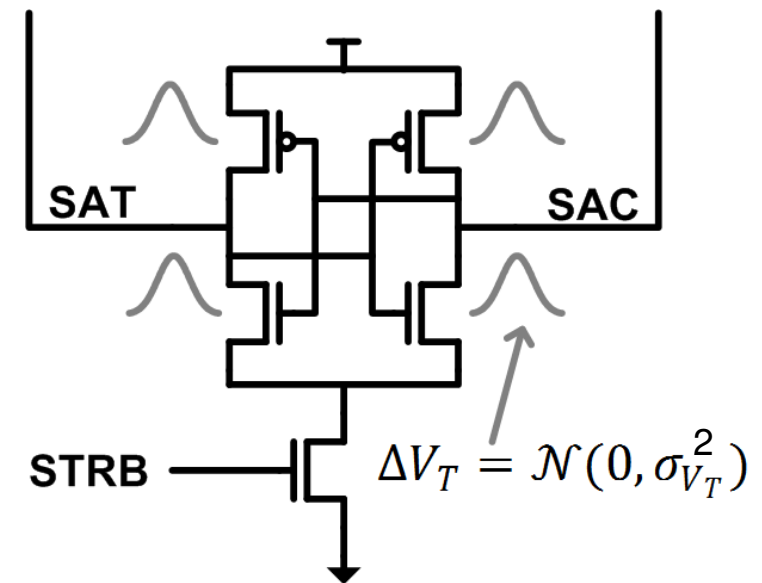 SAT
SAC
STRB
ΔV_T = 𝒩(0, σ_{V_T}^2)